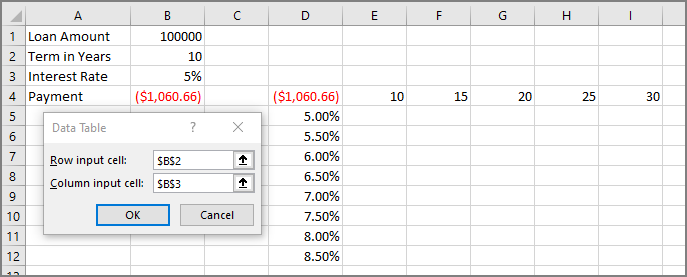 A B C D E F G H I
1 Loan Amount 100000
2 Term in Years 10
3 Interest Rate 5%
4 Payment ($1,060.66) ($1,060.66) 10 15 20 25 30
5 5.00%
Data Table ? ×
6 5.50%
7 Row input cell: $B$2 6.00%
8 Column input cell: $B$3 6.50%
9 7.00%
10 OK Cancel 7.50%
11 8.00%
12 8.50%